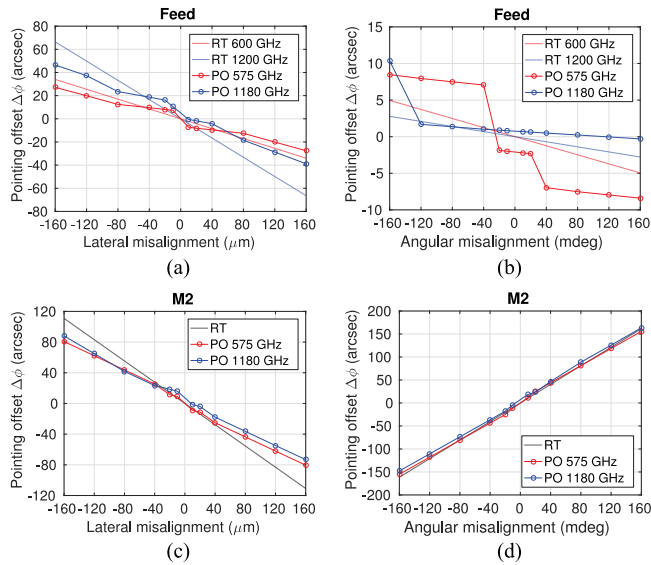 Feed
Pointing offset Δϕ (arcsec)
80
60
40
20
0
-20
-40
-60
-80
RT 600 GHz
RT 1200 GHz
PO 575 GHz
PO 1180 GHz
-160 -120 -80 -40 0 40 80 120 160
Lateral misalignment (μm)
(a)
Feed
Pointing offset Δϕ (arcsec)
15
10
5
0
-5
-10
RT 600 GHz
RT 1200 GHz
PO 575 GHz
PO 1180 GHz
-160 -120 -80 -40 0 40 80 120 160
Angular misalignment (mdeg)
(b)
M2
Pointing offset Δϕ (arcsec)
120
80
40
0
-40
-80
-120
RT
PO 575 GHz
PO 1180 GHz
-160 -120 -80 -40 0 40 80 120 160
Lateral misalignment (μm)
(c)
M2
Pointing offset Δϕ (arcsec)
200
150
100
50
0
-50
-100
-150
-200
RT
PO 575 GHz
PO 1180 GHz
-160 -120 -80 -40 0 40 80 120 160
Angular misalignment (mdeg)
(d)